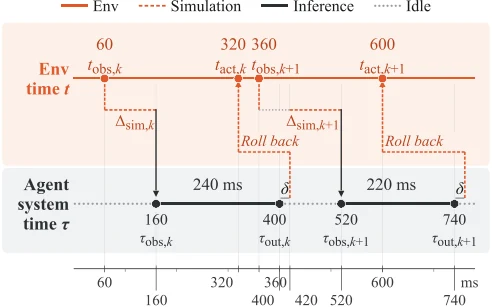 Env Simulation Inference Idle
60 320 360 600
Env time t
t_obs,k t_act,k t_obs,k+1 t_act,k+1
Δ_sim,k Δ_sim,k+1
Roll back Roll back
Agent system time τ
240 ms δ 220 ms δ
160 400 520 740
τ_obs,k τ_out,k τ_obs,k+1 τ_out,k+1
60 320 360 600 ms
160 400 420 520 740